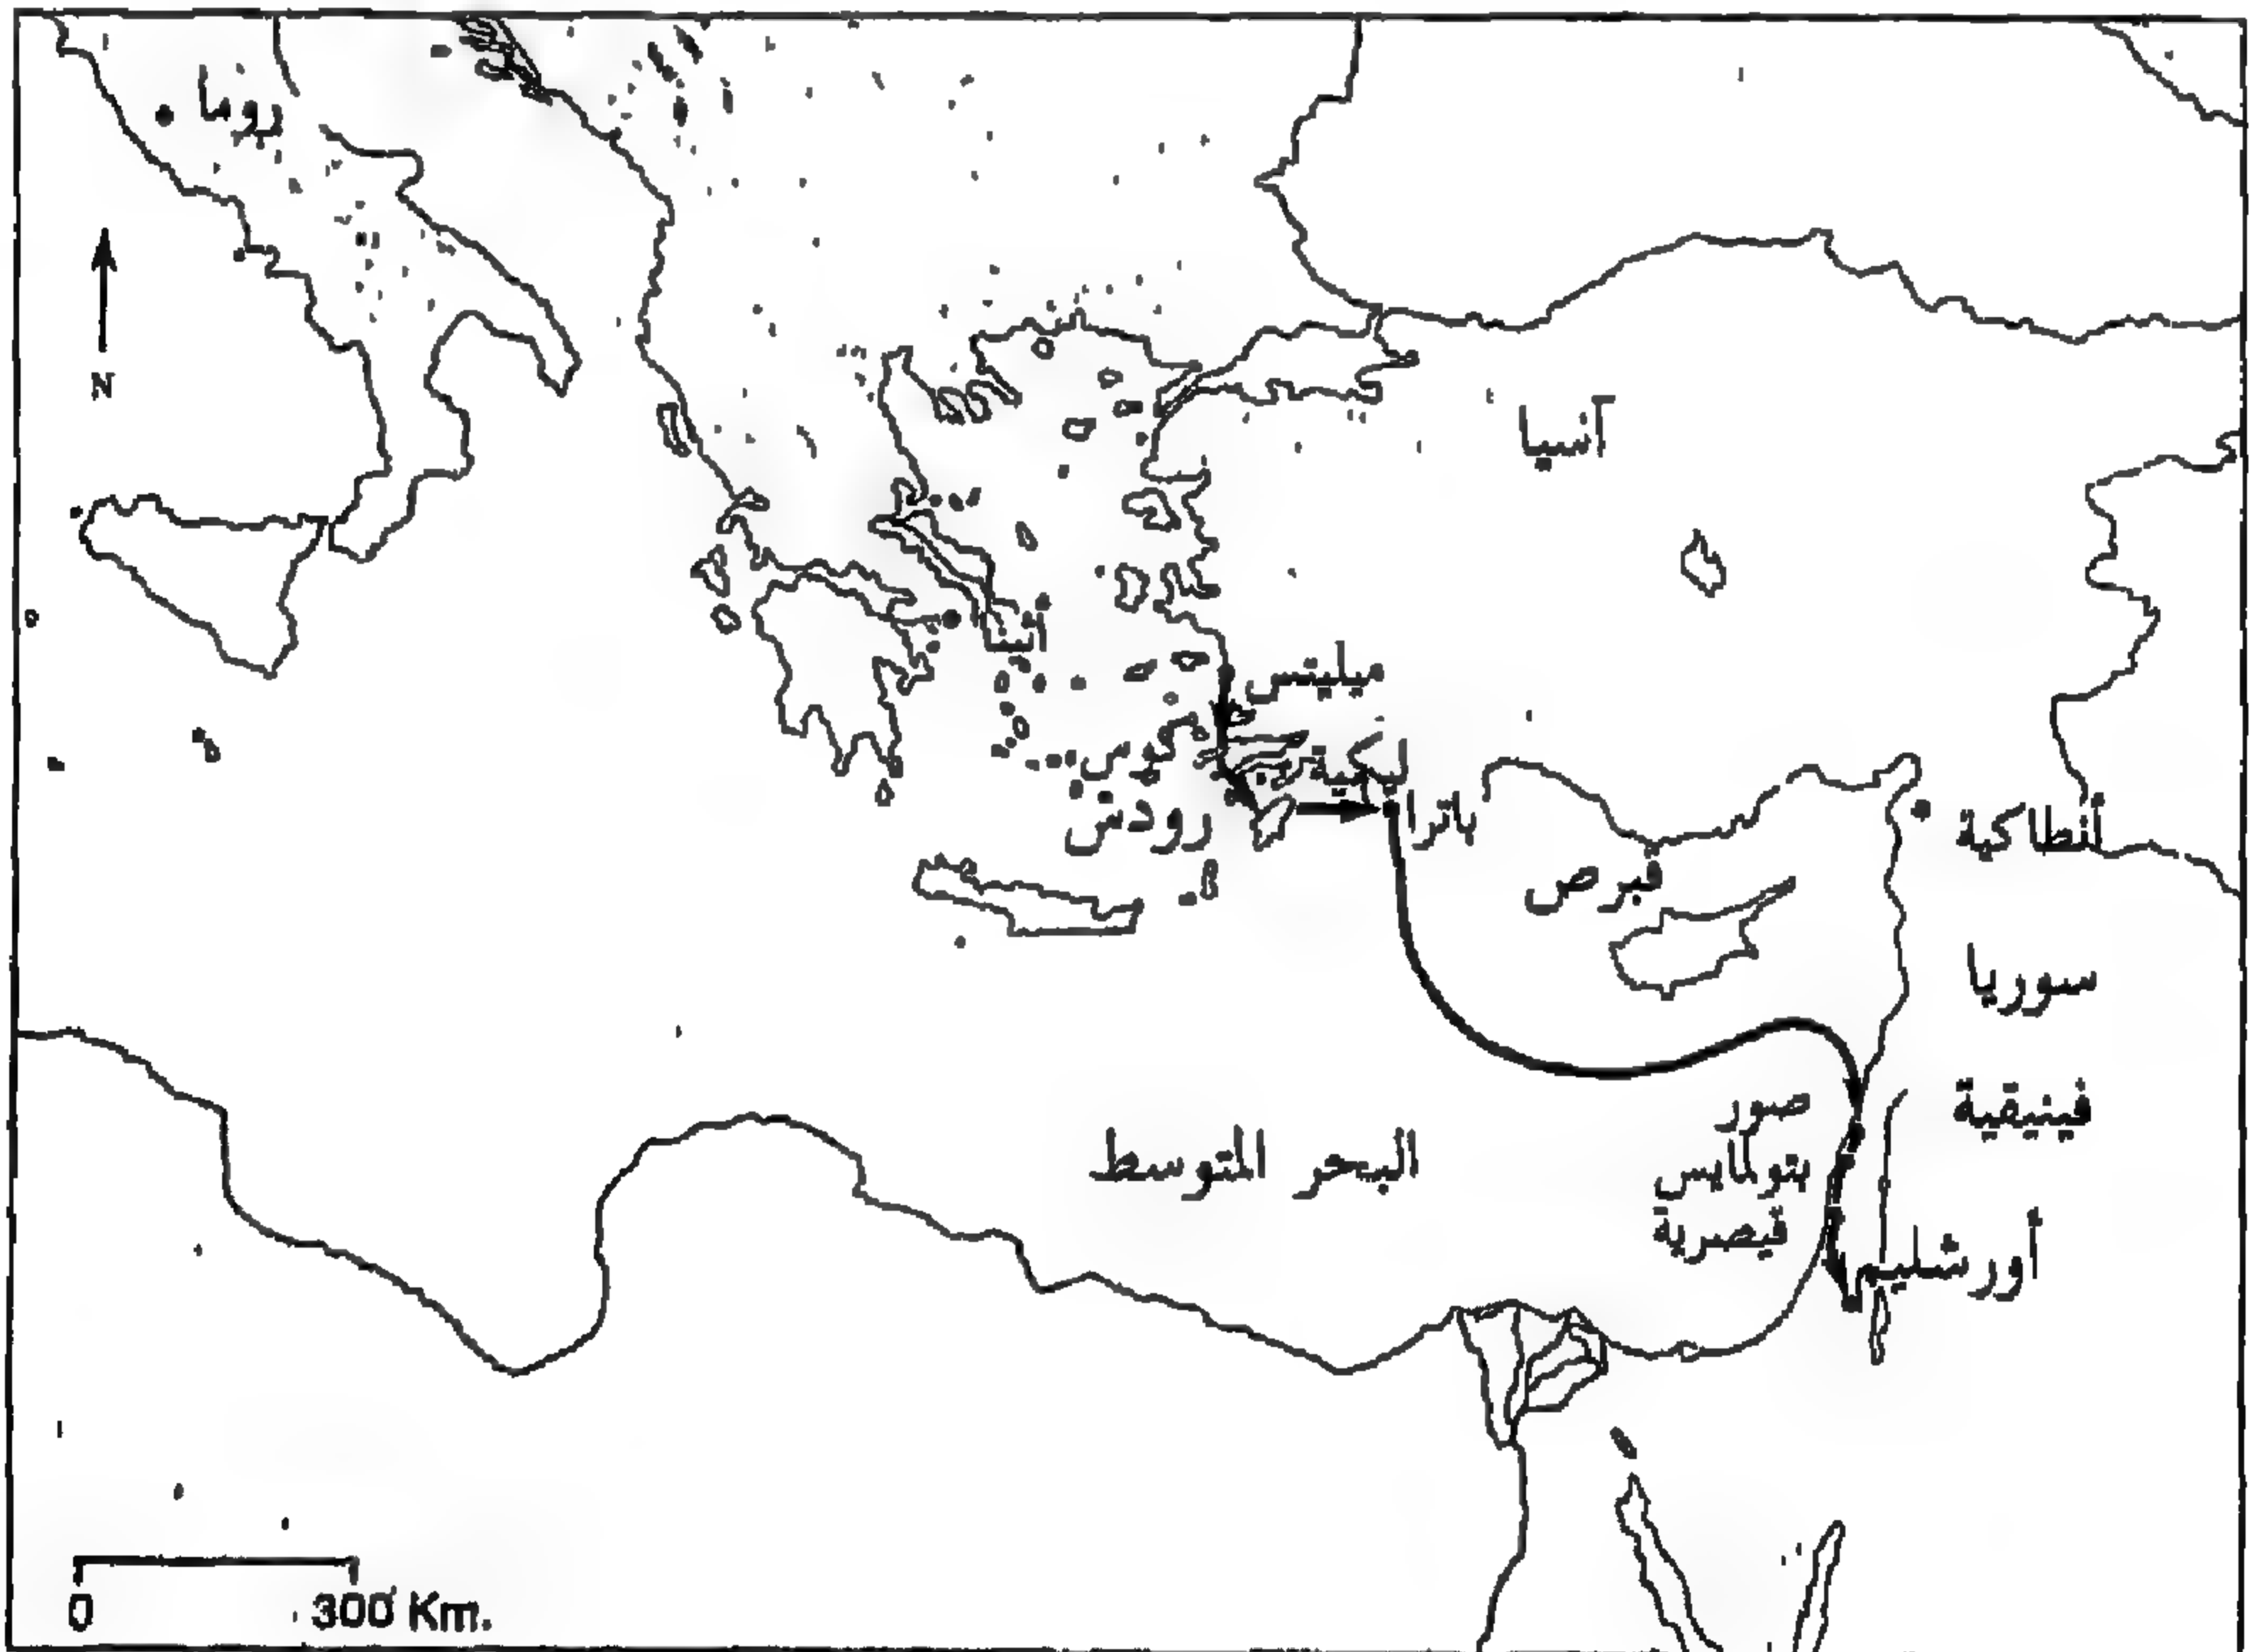 روما
N
آسيا
أثينا
ميليتس
كوس
ليكية
رودس
باترا
أنطاكية
قبرص
سوريا
فينيقية
صور
البحر المتوسط
بتولمايس
قيصرية
أورشليم
0
300 Km.